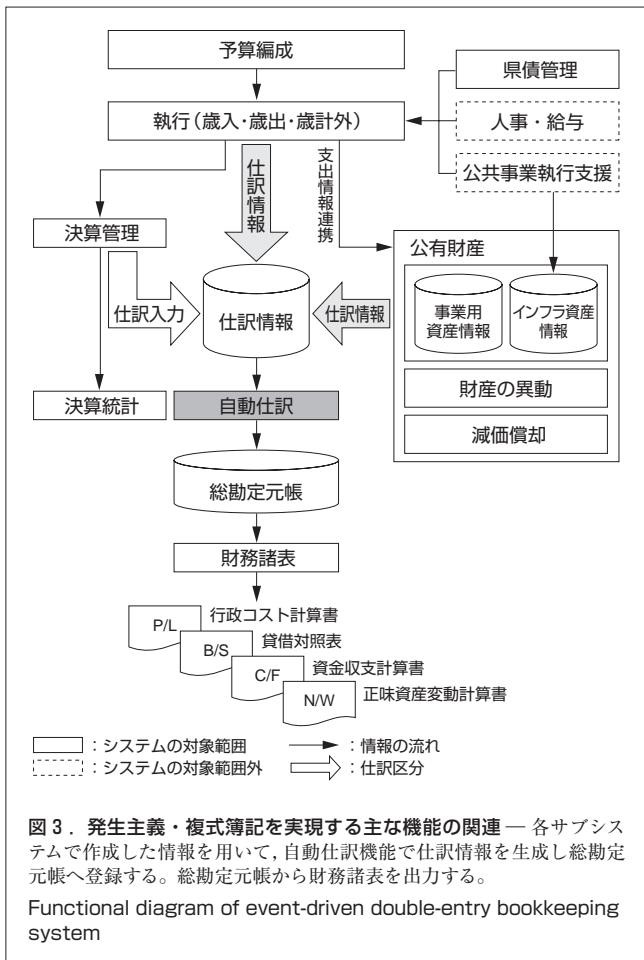 予算編成
県債管理
執行（歳入・歳出・歳計外）
人事・給与
公共事業執行支援
仕訳情報
支出情報連携
決算管理
公有財産
仕訳入力
仕訳情報
仕訳情報
事業用
資産情報
インフラ資産
情報
財産の異動
減価償却
決算統計
自動仕訳
総勘定元帳
財務諸表
P/L
行政コスト計算書
B/S
貸借対照表
C/F
資金収支計算書
N/W
正味資産変動計算書
：システムの対象範囲
：情報の流れ
：システムの対象範囲外
：仕訳区分
図3．発生主義・複式簿記を実現する主な機能の関連 — 各サブシス
テムで作成した情報を用いて，自動仕訳機能で仕訳情報を生成し総勘定
元帳へ登録する。総勘定元帳から財務諸表を出力する。
Functional diagram of event-driven double-entry bookkeeping
system